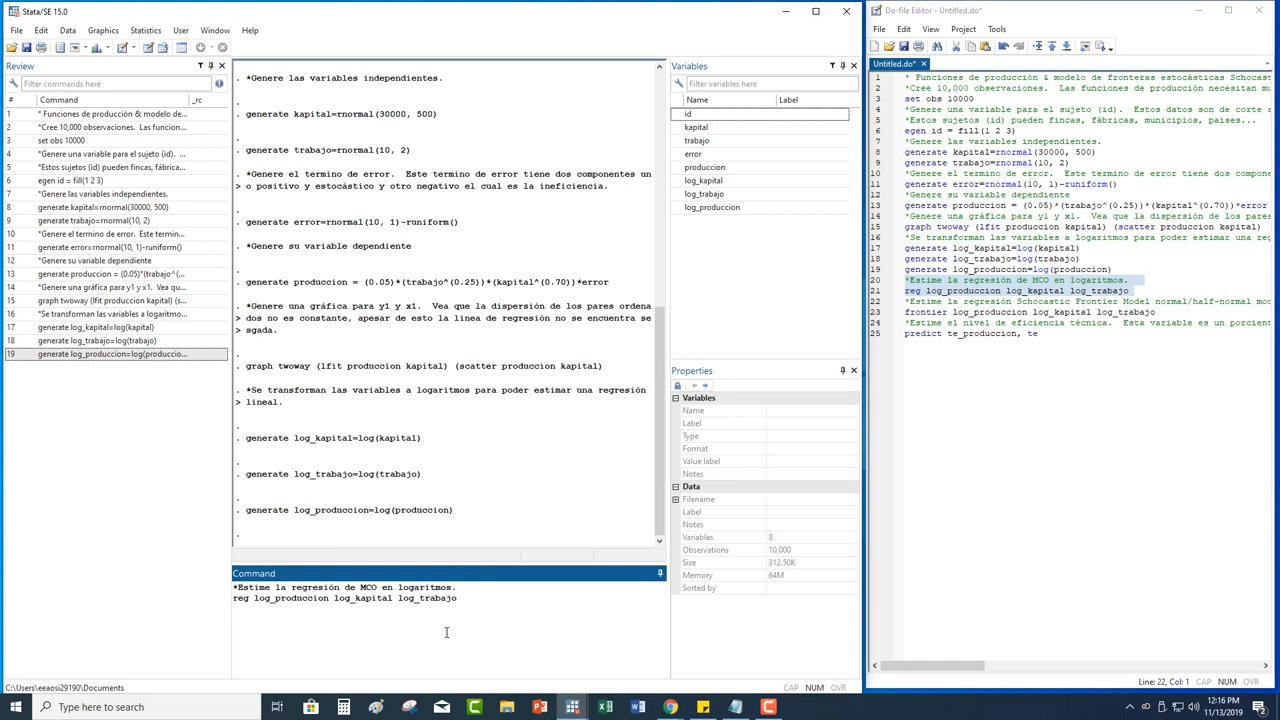 Stata/SE 15.0
File Edit Data Graphics Statistics User Window Help
Review
Filter commands here
# Command _rc
1 * Funciones de producción & modelo de...
2 *Cree 10,000 observaciones. Las funcion...
3 set obs 10000
4 *Genere una variable para el sujeto (id). ...
5 *Estos sujetos (id) pueden fincas, fábrica...
6 egen id = fill(1 2 3)
7 *Genere las variables independientes.
8 generate kapital=rnormal(30000, 500)
9 generate trabajo=rnormal(10, 2)
10 *Genere el termino de error. Este termin...
11 generate error=rnormal(10, 1)-runiform()
12 *Genere su variable dependiente
13 generate produccion = (0.05)*(trabajo^(...
14 *Genere una gráfica para y1 y x1. Vea qu...
15 graph twoway (lfit produccion kapital) (s...
16 *Se transforman las variables a logaritmo...
17 generate log_kapital=log(kapital)
18 generate log_trabajo=log(trabajo)
19 generate log_produccion=log(produccio...
. *Genere las variables independientes.
.
. generate kapital=rnormal(30000, 500)
.
. generate trabajo=rnormal(10, 2)
.
. *Genere el termino de error. Este termino de error tiene dos componentes un
> o positivo y estocástico y otro negativo el cual es la ineficiencia.
.
. generate error=rnormal(10, 1)-runiform()
.
. *Genere su variable dependiente
.
. generate produccion = (0.05)*(trabajo^(0.25))*(kapital^(0.70))*error
.
. *Genere una gráfica para y1 y x1. Vea que la dispersión de los pares ordena
> dos no es constante, apesar de esto la linea de regresión no se encuentra se
> sgada.
.
. graph twoway (lfit produccion kapital) (scatter produccion kapital)
.
. *Se transforman las variables a logaritmos para poder estimar una regresión
> lineal.
.
. generate log_kapital=log(kapital)
.
. generate log_trabajo=log(trabajo)
.
. generate log_produccion=log(produccion)
.
Command
*Estime la regresión de MCO en logaritmos.
reg log_produccion log_kapital log_trabajo
C:\Users\eeaosi29190\Documents
CAP NUM OVR
Variables
Filter variables here
Name Label
id
kapital
trabajo
error
produccion
log_kapital
log_trabajo
log_produccion
Properties
Variables
Name
Label
Type
Format
Value label
Notes
Data
Filename
Label
Notes
Variables 8
Observations 10,000
Size 312.50K
Memory 64M
Sorted by
Do-file Editor - Untitled.do*
File Edit View Project Tools
Untitled.do*
1 * Funciones de producción & modelo de fronteras estocásticas Schocast
2 *Cree 10,000 observaciones. Las funciones de producción necesitan mu
3 set obs 10000
4 *Genere una variable para el sujeto (id). Estos datos son de corte s
5 *Estos sujetos (id) pueden fincas, fábricas, municipios, paises...
6 egen id = fill(1 2 3)
7 *Genere las variables independientes.
8 generate kapital=rnormal(30000, 500)
9 generate trabajo=rnormal(10, 2)
10 *Genere el termino de error. Este termino de error tiene dos compone
11 generate error=rnormal(10, 1)-runiform()
12 *Genere su variable dependiente
13 generate produccion = (0.05)*(trabajo^(0.25))*(kapital^(0.70))*error
14 *Genere una gráfica para y1 y x1. Vea que la dispersión de los pares
15 graph twoway (lfit produccion kapital) (scatter produccion kapital)
16 *Se transforman las variables a logaritmos para poder estimar una reg
17 generate log_kapital=log(kapital)
18 generate log_trabajo=log(trabajo)
19 generate log_produccion=log(produccion)
20 *Estime la regresión de MCO en logaritmos.
21 reg log_produccion log_kapital log_trabajo
22 *Estime la regresión Schocastic Frontier Model normal/half-normal mod
23 frontier log_produccion log_kapital log_trabajo
24 *Estime el nivel de eficiencia técnica. Esta variable es un porcient
25 predict te_produccion, te
Line: 22, Col: 1 CAP NUM OVR
Type here to search
12:16 PM
11/13/2019